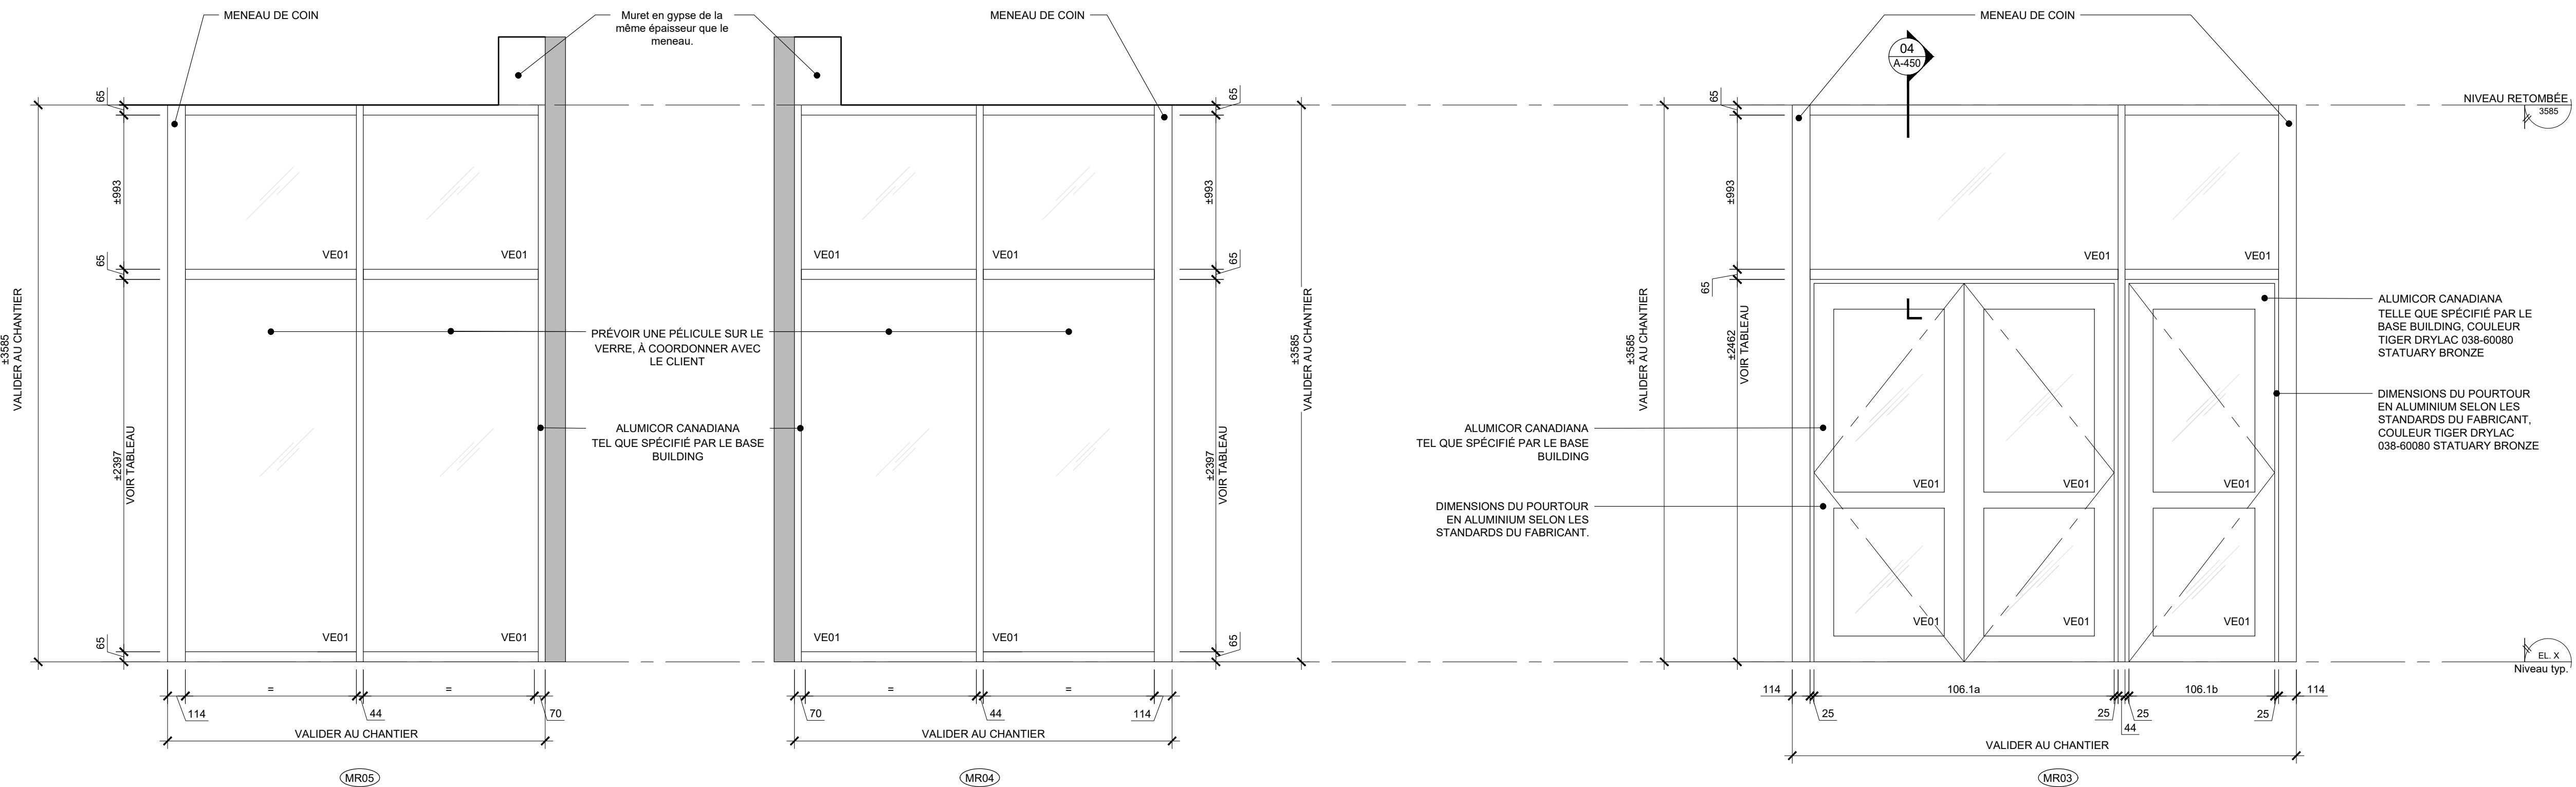 MENEAU DE COIN
Muret en gypse de la
même épaisseur que le
meneau.
MENEAU DE COIN
65
±993
65
±3585
VALIDER AU CHANTIER
±2397
VOIR TABLEAU
65
VE01
VE01
VE01
VE01
PRÉVOIR UNE PÉLICULE SUR LE
VERRE, À COORDONNER AVEC
LE CLIENT
ALUMICOR CANADIANA
TEL QUE SPÉCIFIÉ PAR LE BASE
BUILDING
=
=
114
44
70
VALIDER AU CHANTIER
MR05
VE01
VE01
VE01
VE01
65
±993
65
±2397
VOIR TABLEAU
65
±3585
VALIDER AU CHANTIER
=
=
70
44
114
VALIDER AU CHANTIER
MR04
MENEAU DE COIN
04
A-450
65
±993
65
±3585
VALIDER AU CHANTIER
±2462
VOIR TABLEAU
VE01
VE01
ALUMICOR CANADIANA
TEL QUE SPÉCIFIÉ PAR LE BASE
BUILDING
DIMENSIONS DU POURTOUR
EN ALUMINIUM SELON LES
STANDARDS DU FABRICANT.
VE01
VE01
VE01
VE01
VE01
VE01
NIVEAU RETOMBÉE
3585
ALUMICOR CANADIANA
TELLE QUE SPÉCIFIÉ PAR LE
BASE BUILDING, COULEUR
TIGER DRYLAC 038-60080
STATUARY BRONZE
DIMENSIONS DU POURTOUR
EN ALUMINIUM SELON LES
STANDARDS DU FABRICANT,
COULEUR TIGER DRYLAC
038-60080 STATUARY BRONZE
EL. X
Niveau typ.
114
106.1a
106.1b
114
25
25
25
25
44
VALIDER AU CHANTIER
MR03